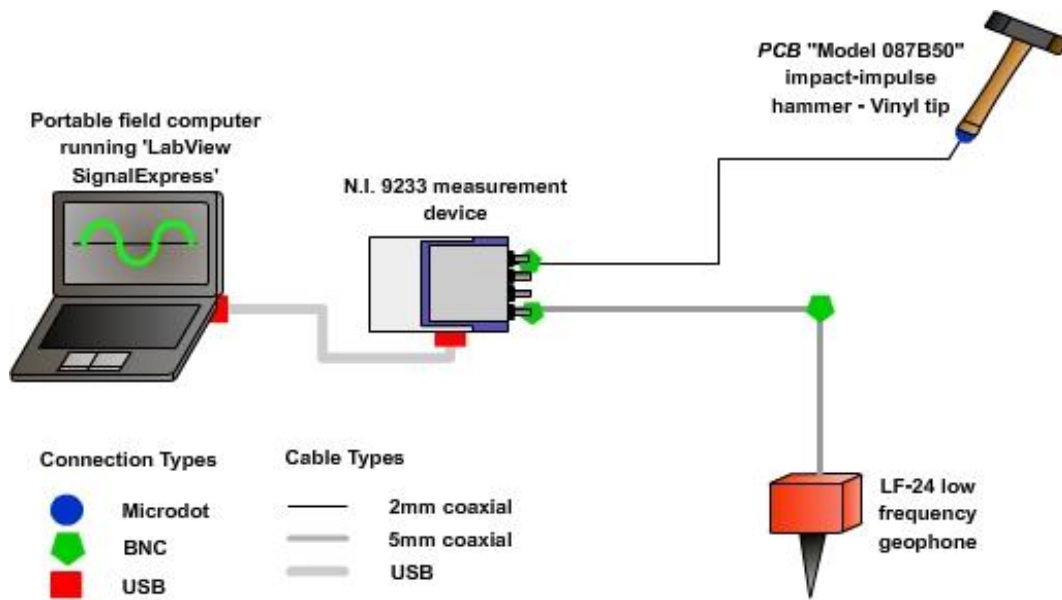 PCB "Model 087B50"
impact-impulse
hammer - Vinyl tip
Portable field computer
running 'LabView
SignalExpress'
N.I. 9233 measurement
device
LF-24 low
frequency
geophone
Connection Types
Microdot
BNC
USB
Cable Types
2mm coaxial
5mm coaxial
USB